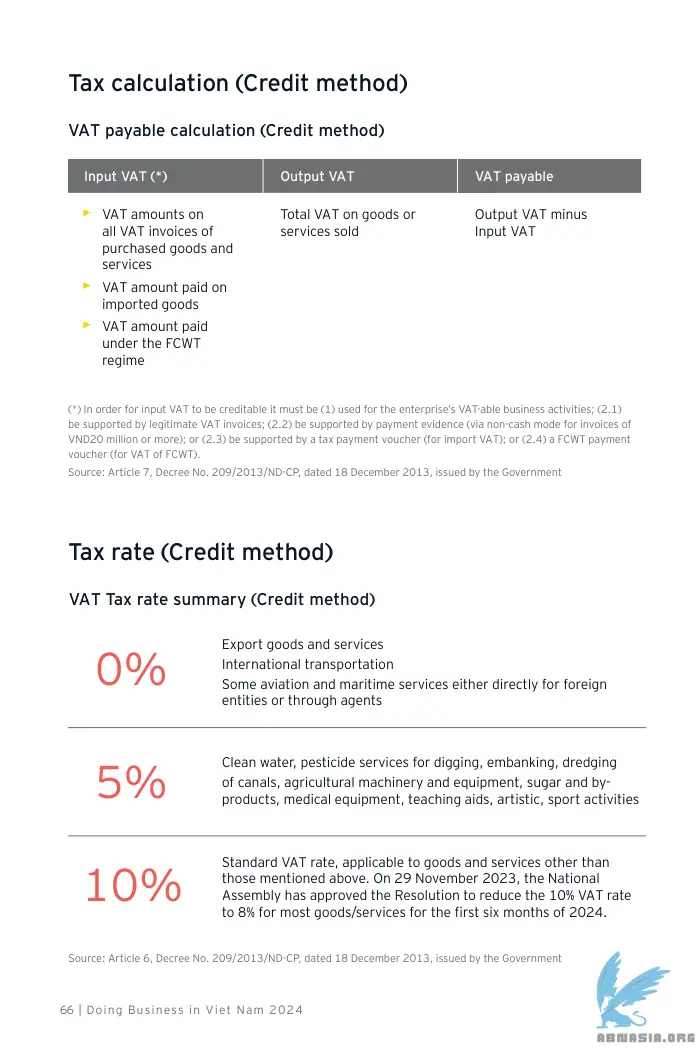 Tax calculation (Credit method)
VAT payable calculation (Credit method)
Input VAT (*)
Output VAT
VAT payable
► VAT amounts on
all VAT invoices of
purchased goods and
services
► VAT amount paid on
imported goods
► VAT amount paid
under the FCWT
regime
Total VAT on goods or
services sold
Output VAT minus
Input VAT
(*) In order for input VAT to be creditable it must be (1) used for the enterprise's VAT-able business activities; (2.1)
be supported by legitimate VAT invoices; (2.2) be supported by payment evidence (via non-cash mode for invoices of
VND20 million or more); or (2.3) be supported by a tax payment voucher (for import VAT); or (2.4) a FCWT payment
voucher (for VAT of FCWT).
Source: Article 7, Decree No. 209/2013/ND-CP, dated 18 December 2013, issued by the Government
Tax rate (Credit method)
VAT Tax rate summary (Credit method)
0%
Export goods and services
International transportation
Some aviation and maritime services either directly for foreign
entities or through agents
5%
Clean water, pesticide services for digging, embanking, dredging
of canals, agricultural machinery and equipment, sugar and by-
products, medical equipment, teaching aids, artistic, sport activities
10%
Standard VAT rate, applicable to goods and services other than
those mentioned above. On 29 November 2023, the National
Assembly has approved the Resolution to reduce the 10% VAT rate
to 8% for most goods/services for the first six months of 2024.
Source: Article 6, Decree No. 209/2013/ND-CP, dated 18 December 2013, issued by the Government
66 | Doing Business in Viet Nam 2024
ABMASIA.ORG